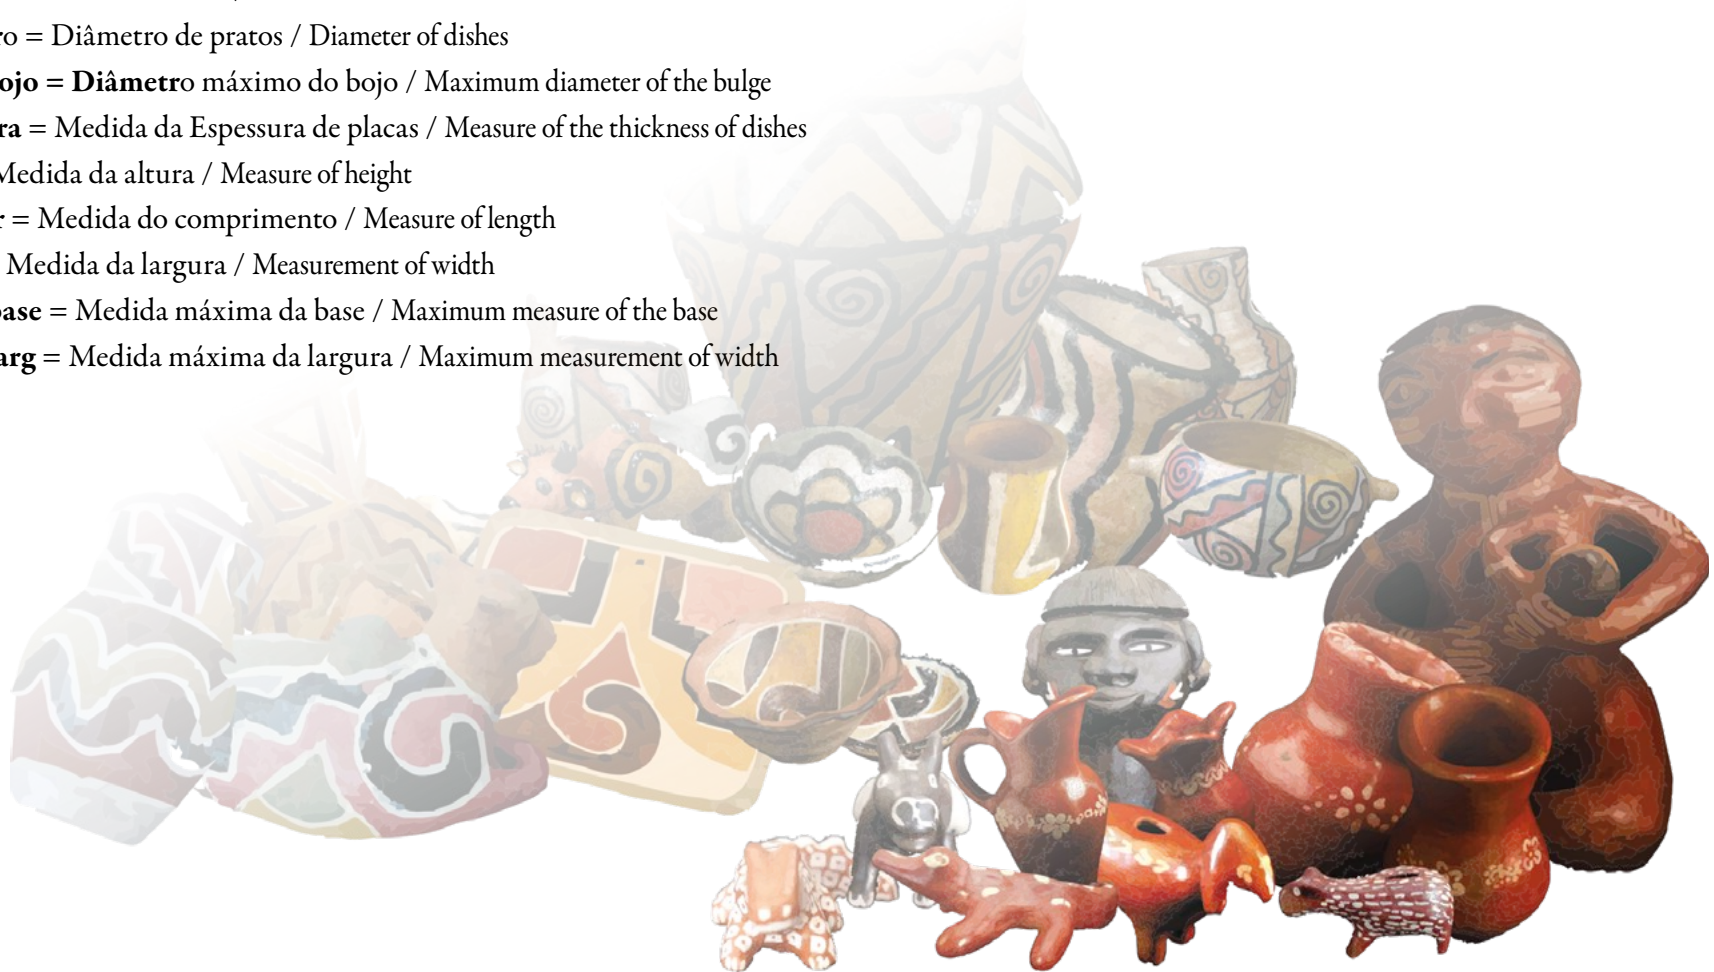 ro = Diâmetro de pratos / Diameter of dishes
ojo = Diâmetro máximo do bojo / Maximum diameter of the bulge
ra = Medida da Espessura de placas / Measure of the thickness of dishes
Medida da altura / Measure of height
r = Medida do comprimento / Measure of length
Medida da largura / Measurement of width
base = Medida máxima da base / Maximum measure of the base
arg = Medida máxima da largura / Maximum measurement of width